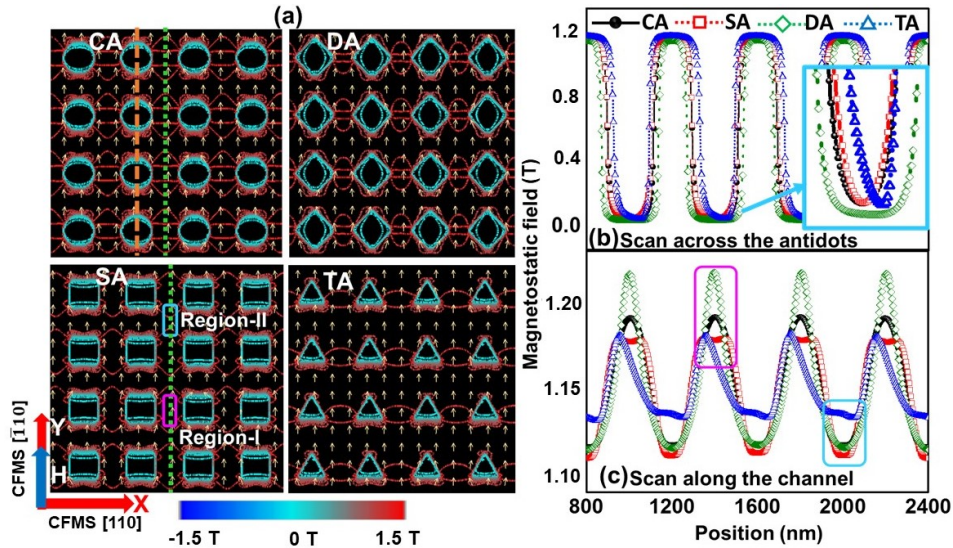 (a)
CA
DA
SA
TA
Region-II
Region-I
Y
H
X
CFMS [1̅10]
CFMS [110]
-1.5 T
0 T
1.5 T
CA SA DA TA
1.2
0.8
0.4
0.0
(b) Scan across the antidots
Magnetostatic field (T)
1.20
1.15
1.10
(c) Scan along the channel
800 1200 1600 2000 2400
Position (nm)